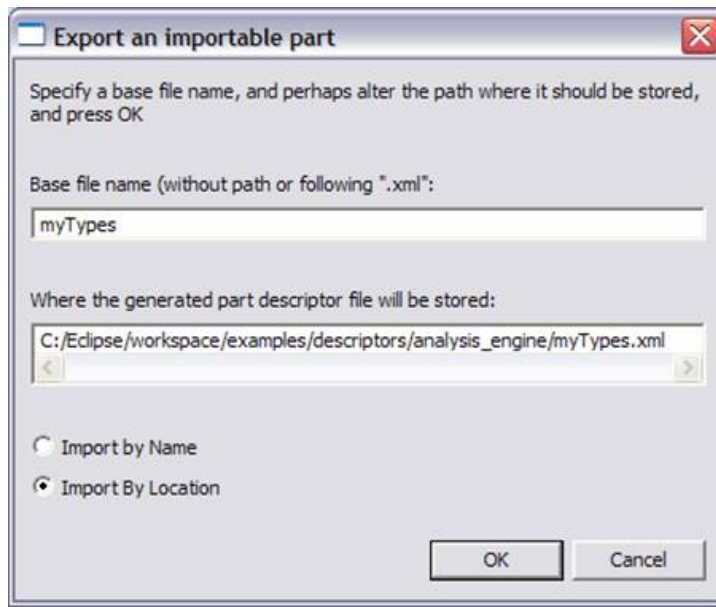 Export an importable part
Specify a base file name, and perhaps alter the path where it should be stored,
and press OK
Base file name (without path or following ".xml":
myTypes
Where the generated part descriptor file will be stored:
C:/Eclipse/workspace/examples/descriptors/analysis_engine/myTypes.xml
Import by Name
Import By Location
OK Cancel